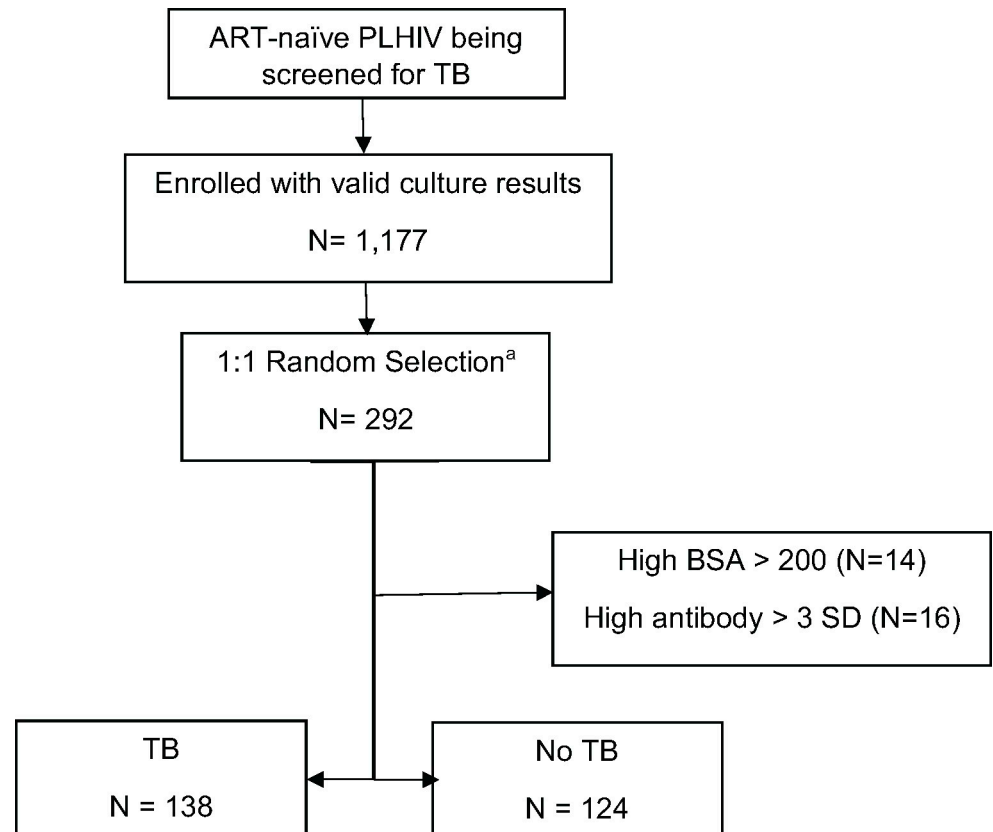 ART-naïve PLHIV being
screened for TB
Enrolled with valid culture results
N= 1,177
1:1 Random Selectionᵃ
N= 292
High BSA > 200 (N=14)
High antibody > 3 SD (N=16)
TB
N = 138
No TB
N = 124